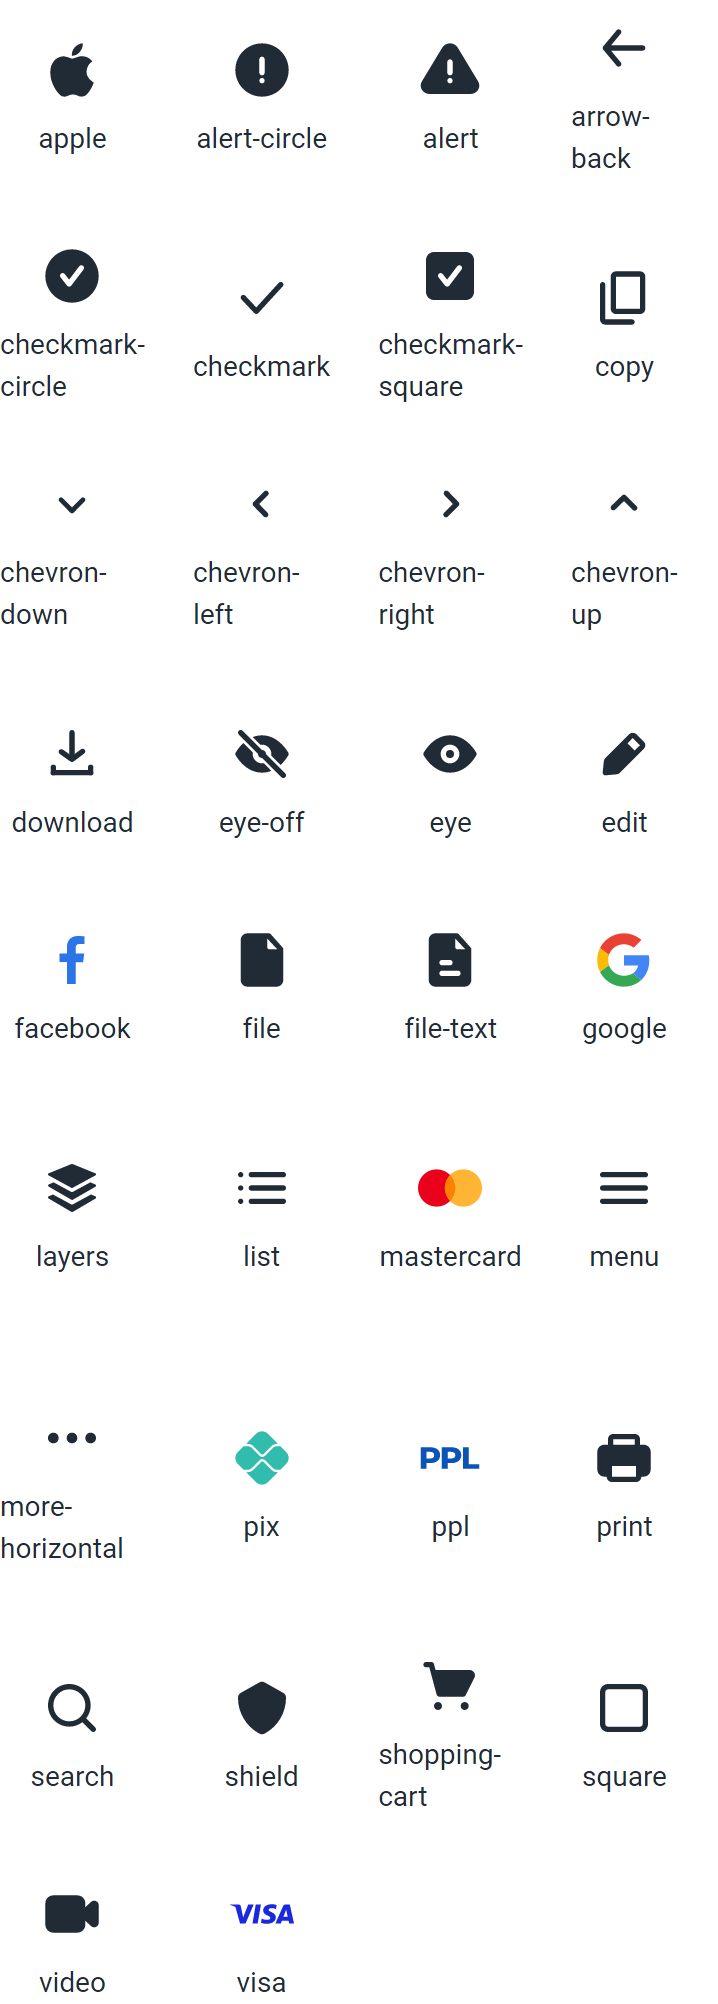 apple
alert-circle
alert
arrow-
back
checkmark-
circle
checkmark
checkmark-
square
copy
chevron-
down
chevron-
left
chevron-
right
chevron-
up
download
eye-off
eye
edit
facebook
file
file-text
google
layers
list
mastercard
menu
more-
horizontal
pix
PPL
ppl
print
search
shield
shopping-
cart
square
video
VISA
visa